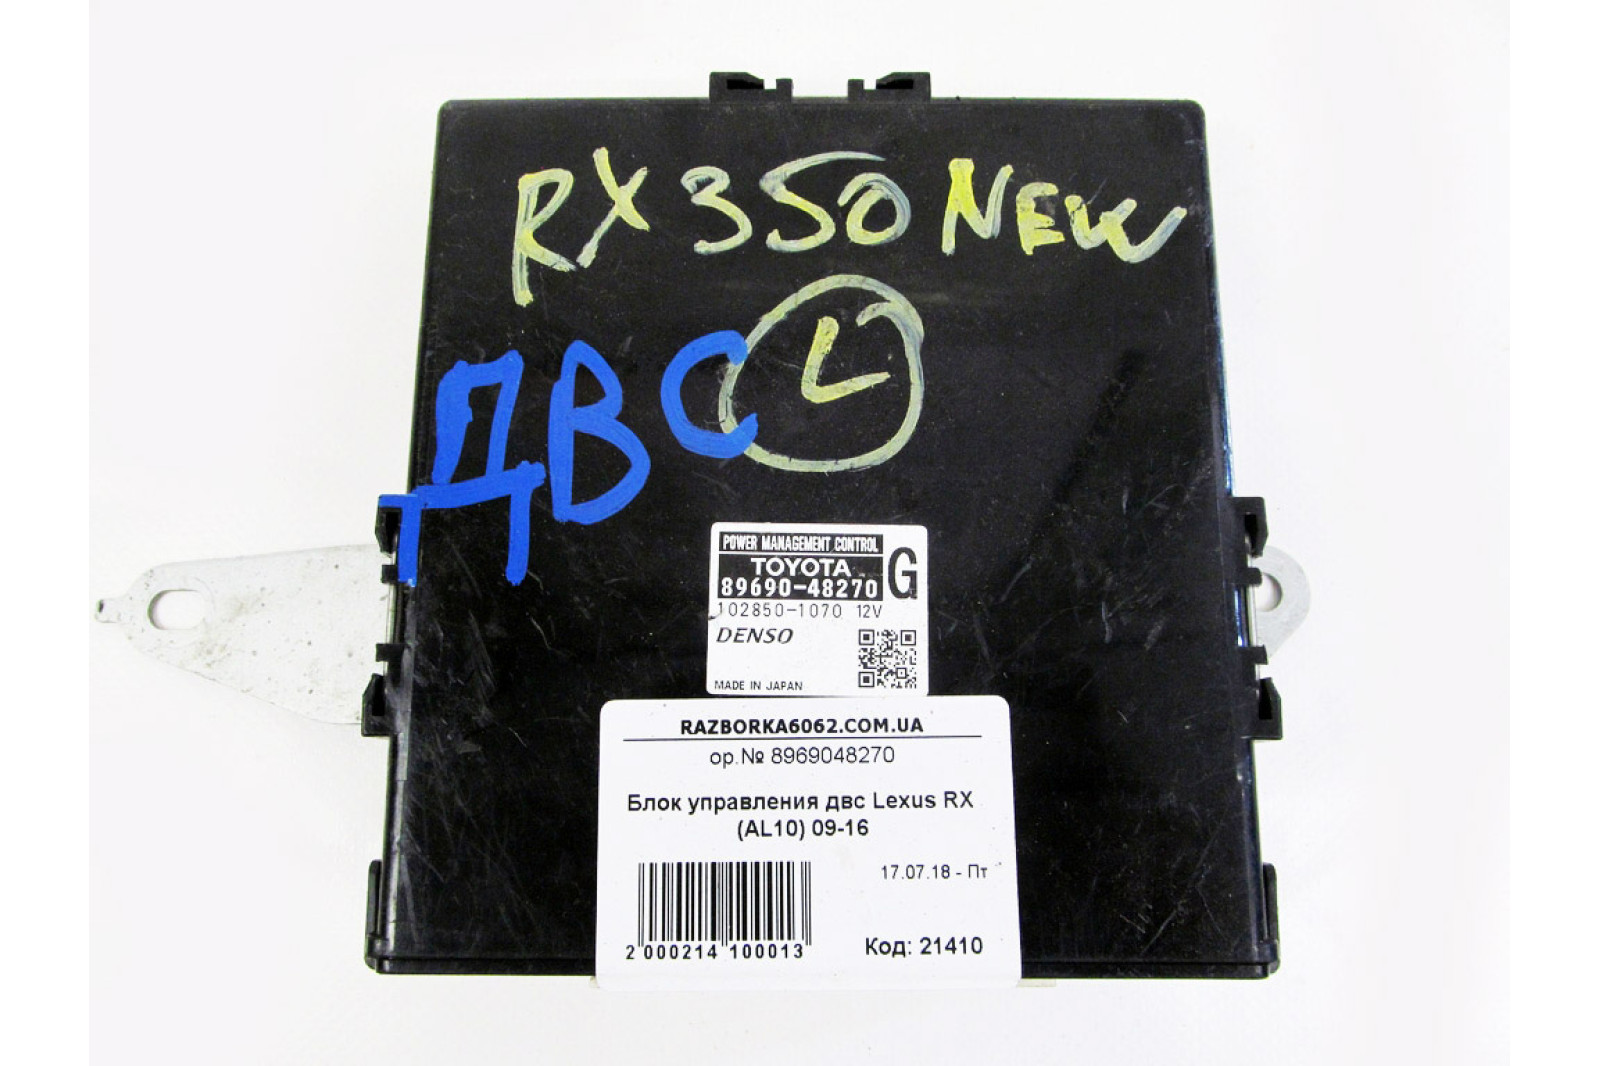 RX350 NEW
L
ДВС
POWER MANAGEMENT CONTROL
TOYOTA G
89690-48270
102850-1070 12V
DENSO
MADE IN JAPAN
RAZBORKA6062.COM.UA
ор.№ 8969048270
Блок управления двс Lexus RX
(AL10) 09-16
17.07.18 - Пт
2 000214 100013
Код: 21410